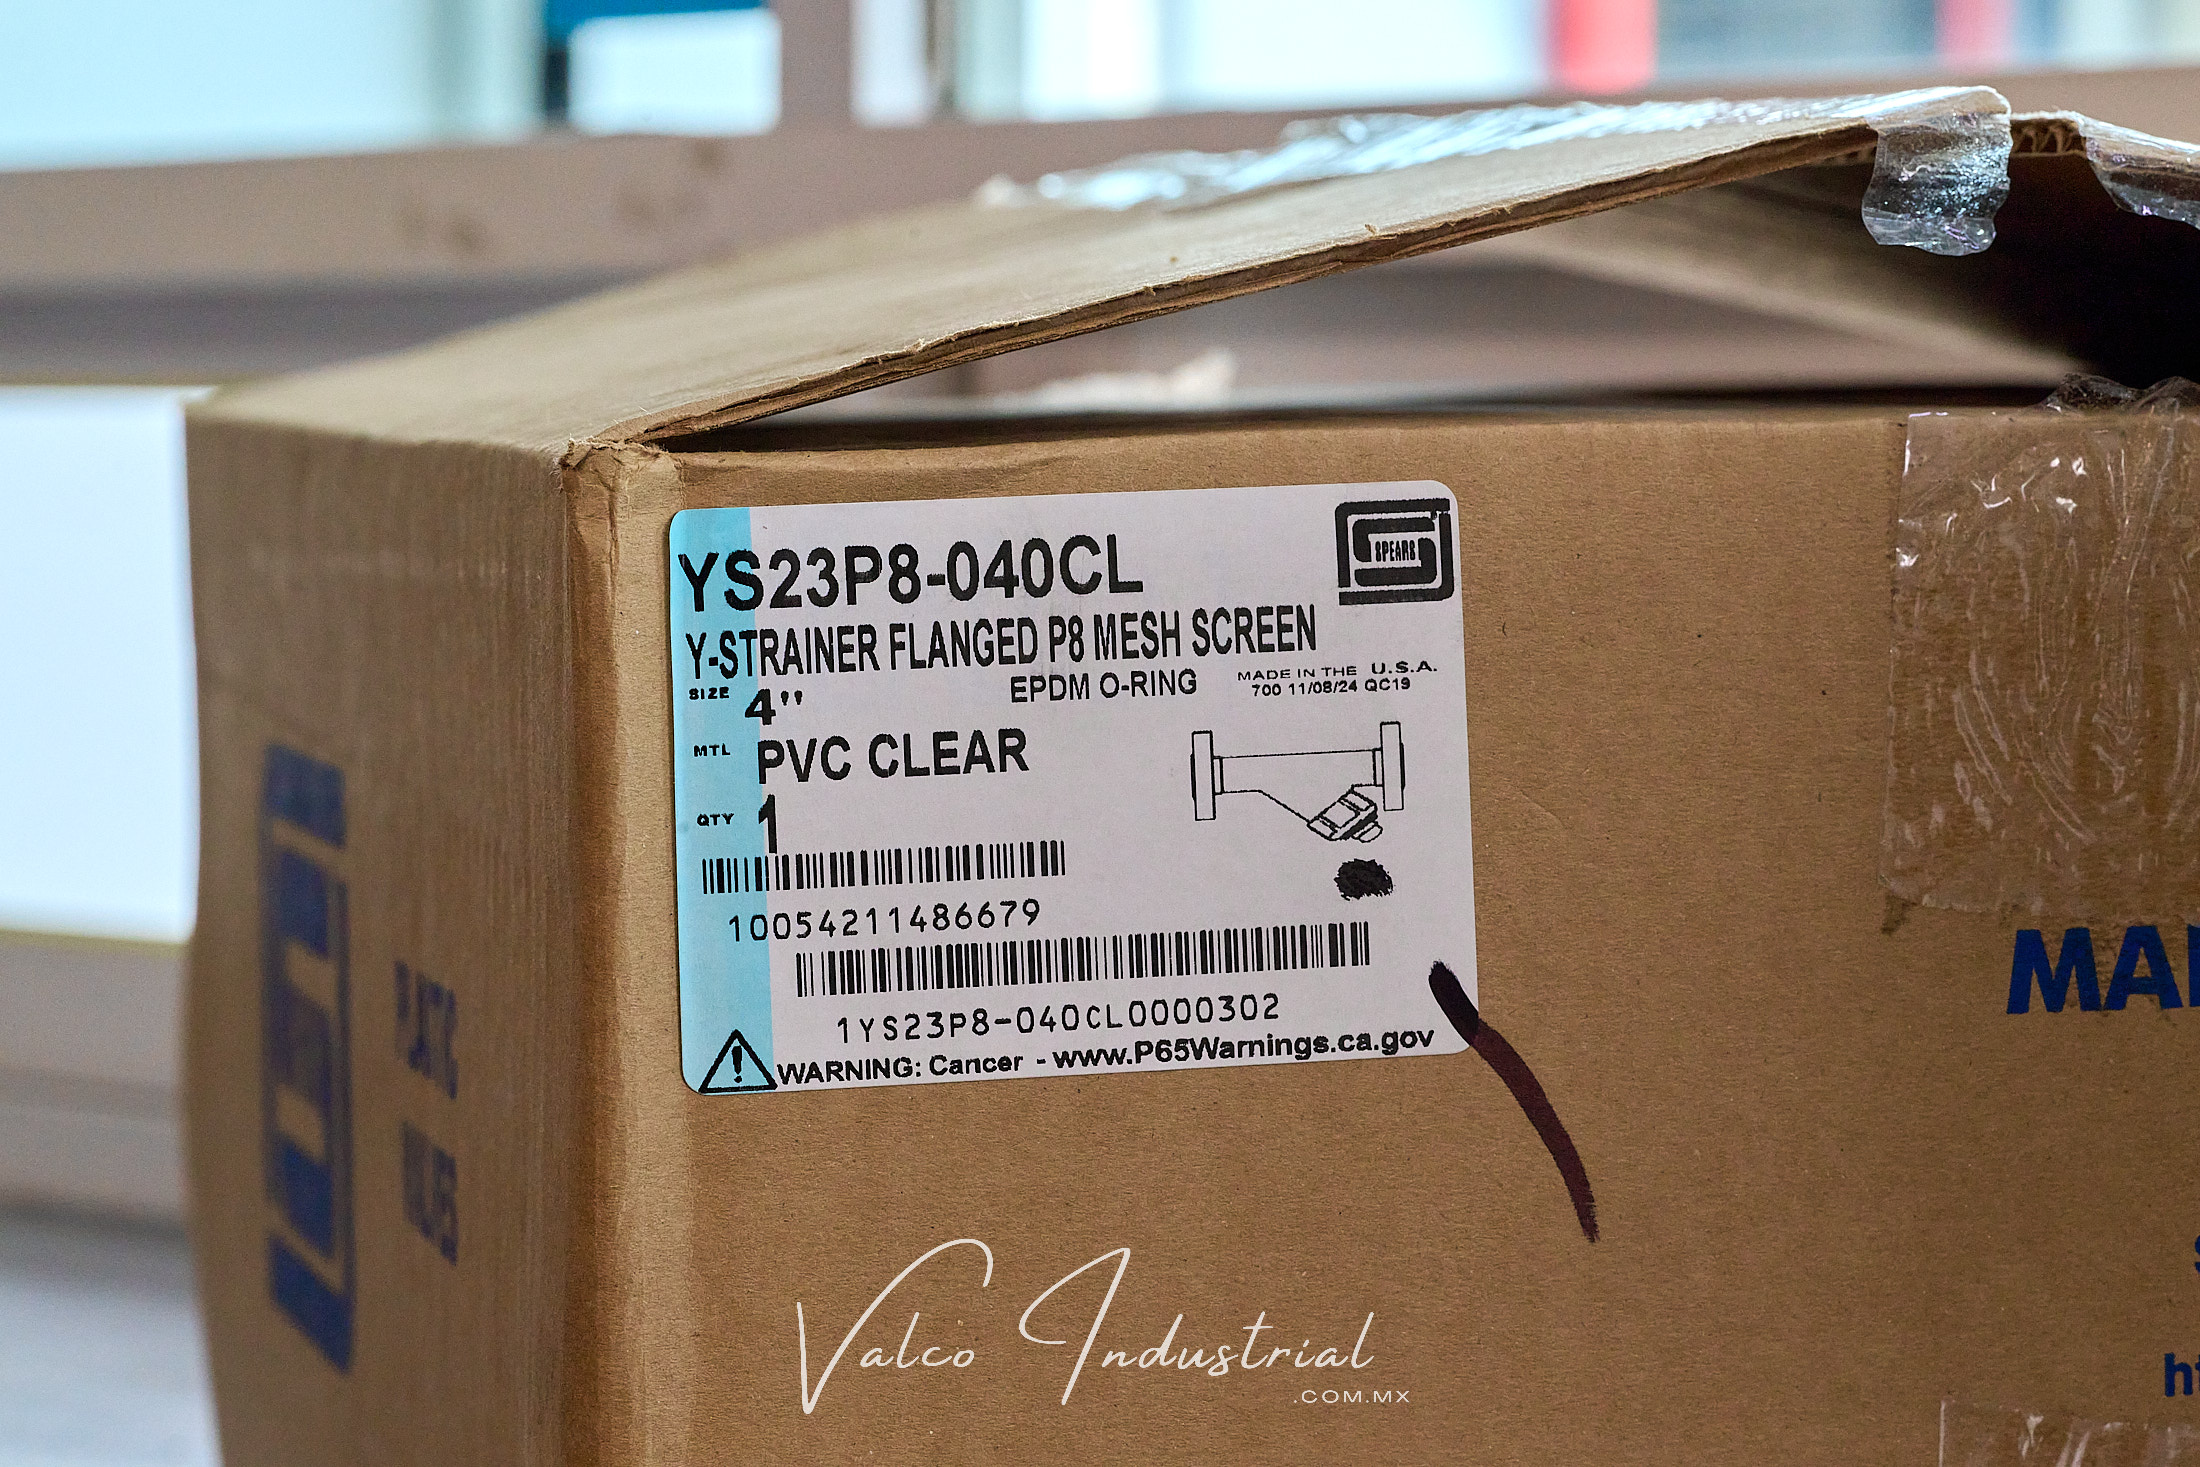 YS23P8-040CL
SPEARS
Y-STRAINER FLANGED P8 MESH SCREEN
SIZE 4"
EPDM O-RING
MADE IN THE U.S.A.
700 11/08/24 QC19
MTL PVC CLEAR
QTY 1
10054211486679
1YS23P8-040CL0000302
WARNING: Cancer - www.P65Warnings.ca.gov
MA
Valco Industrial
.COM.MX